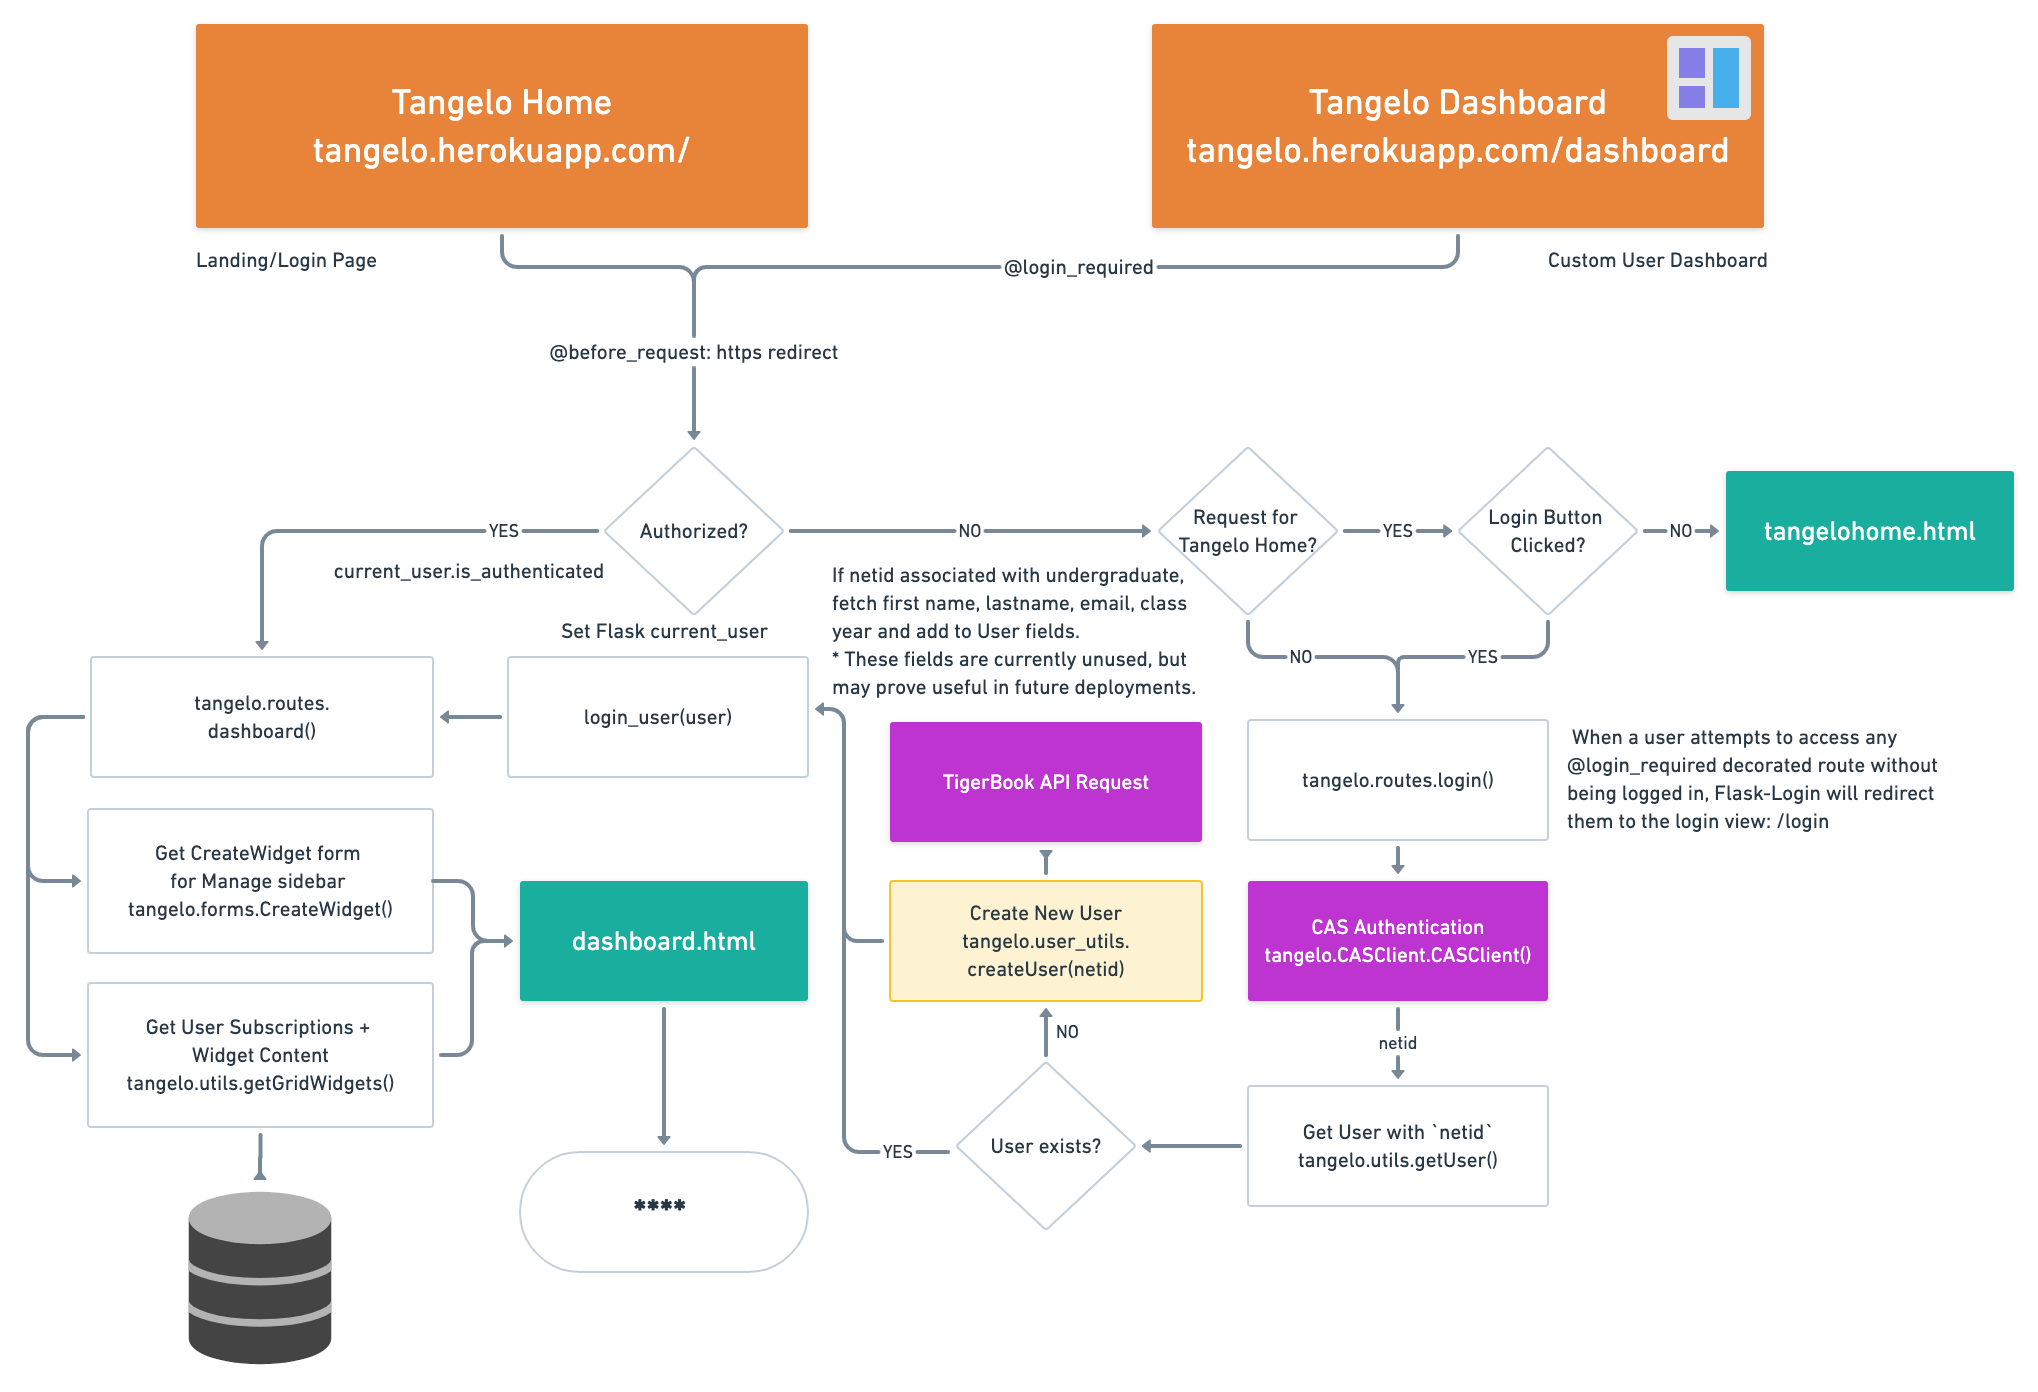 Tangelo Home
tangelo.herokuapp.com/
Tangelo Dashboard
tangelo.herokuapp.com/dashboard
Landing/Login Page
@login_required
Custom User Dashboard
@before_request: https redirect
Authorized?
YES
current_user.is_authenticated
NO
Request for
Tangelo Home?
YES
Login Button
Clicked?
NO
tangelohome.html
If netid associated with undergraduate,
fetch first name, lastname, email, class
year and add to User fields.
* These fields are currently unused, but
may prove useful in future deployments.
Set Flask current_user
NO
YES
tangelo.routes.
dashboard()
login_user(user)
TigerBook API Request
tangelo.routes.login()
When a user attempts to access any
@login_required decorated route without
being logged in, Flask-Login will redirect
them to the login view: /login
Get CreateWidget form
for Manage sidebar
tangelo.forms.CreateWidget()
dashboard.html
Create New User
tangelo.user_utils.
createUser(netid)
CAS Authentication
tangelo.CASClient.CASClient()
Get User Subscriptions +
Widget Content
tangelo.utils.getGridWidgets()
NO
netid
User exists?
YES
Get User with `netid`
tangelo.utils.getUser()
****